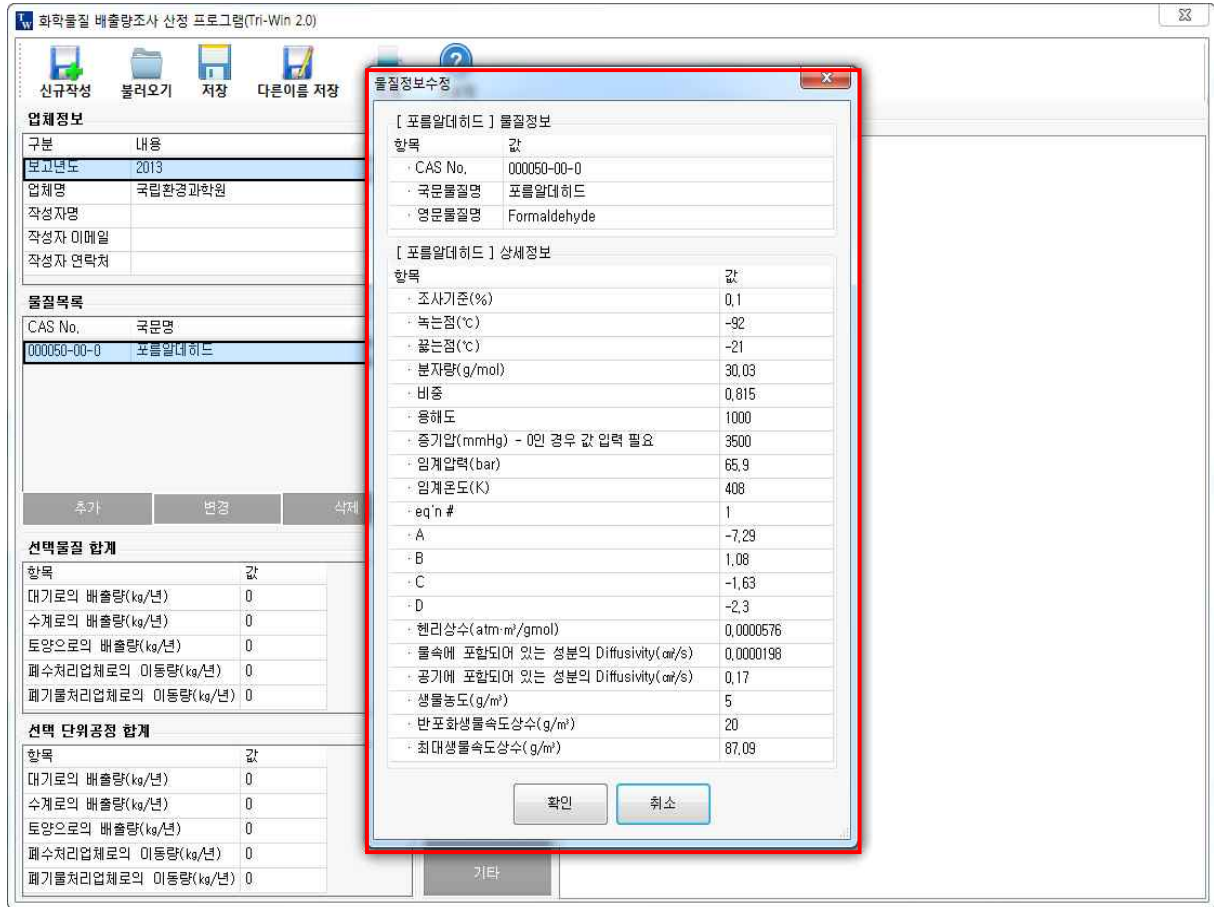 화학물질 배출량조사 산정 프로그램(Tri-Win 2.0)
신규작성 불러오기 저장 다른이름 저장
업체정보
구분 내용
보고년도 2013
업체명 국립환경과학원
작성자명
작성자 이메일
작성자 연락처
물질목록
CAS No. 국문명
000050-00-0 포름알데히드
추가 변경 삭제
선택물질 합계
항목 값
대기로의 배출량(kg/년) 0
수계로의 배출량(kg/년) 0
토양으로의 배출량(kg/년) 0
폐수처리업체로의 이동량(kg/년) 0
폐기물처리업체로의 이동량(kg/년) 0
선택 단위공정 합계
항목 값
대기로의 배출량(kg/년) 0
수계로의 배출량(kg/년) 0
토양으로의 배출량(kg/년) 0
폐수처리업체로의 이동량(kg/년) 0
폐기물처리업체로의 이동량(kg/년) 0
물질정보수정
[ 포름알데히드 ] 물질정보
항목 값
· CAS No. 000050-00-0
· 국문물질명 포름알데히드
· 영문물질명 Formaldehyde
[ 포름알데히드 ] 상세정보
항목 값
· 조사기준(%) 0.1
· 녹는점(℃) -92
· 끓는점(℃) -21
· 분자량(g/mol) 30.03
· 비중 0.815
· 용해도 1000
· 증기압(mmHg) - 0인 경우 값 입력 필요 3500
· 임계압력(bar) 65.9
· 임계온도(K) 408
· eq'n # 1
· A -7.29
· B 1.08
· C -1.63
· D -2.3
· 헨리상수(atm·m³/gmol) 0.0000576
· 물속에 포함되어 있는 성분의 Diffusivity(㎠/s) 0.0000198
· 공기에 포함되어 있는 성분의 Diffusivity(㎠/s) 0.17
· 생물농도(g/m³) 5
· 반포화생물속도상수(g/m³) 20
· 최대생물속도상수(g/m³) 87.09
확인 취소
기타